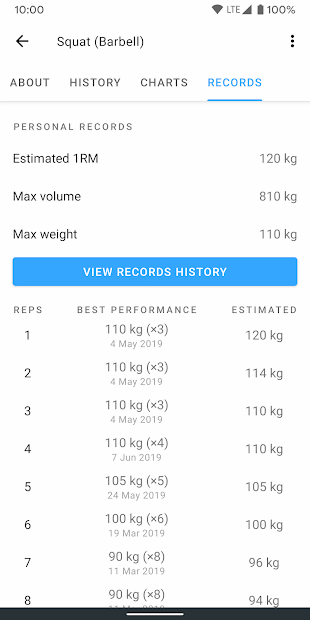 10:00 LTE 100%
Squat (Barbell)
ABOUT HISTORY CHARTS RECORDS
PERSONAL RECORDS
Estimated 1RM 120 kg
Max volume 810 kg
Max weight 110 kg
VIEW RECORDS HISTORY
REPS BEST PERFORMANCE ESTIMATED
1 110 kg (×3) 120 kg
4 May 2019
2 110 kg (×3) 114 kg
4 May 2019
3 110 kg (×3) 110 kg
4 May 2019
4 110 kg (×4) 110 kg
7 Jun 2019
5 105 kg (×5) 105 kg
24 May 2019
6 100 kg (×6) 100 kg
19 Mar 2019
7 90 kg (×8) 96 kg
11 Mar 2019
8 90 kg (×8) 94 kg